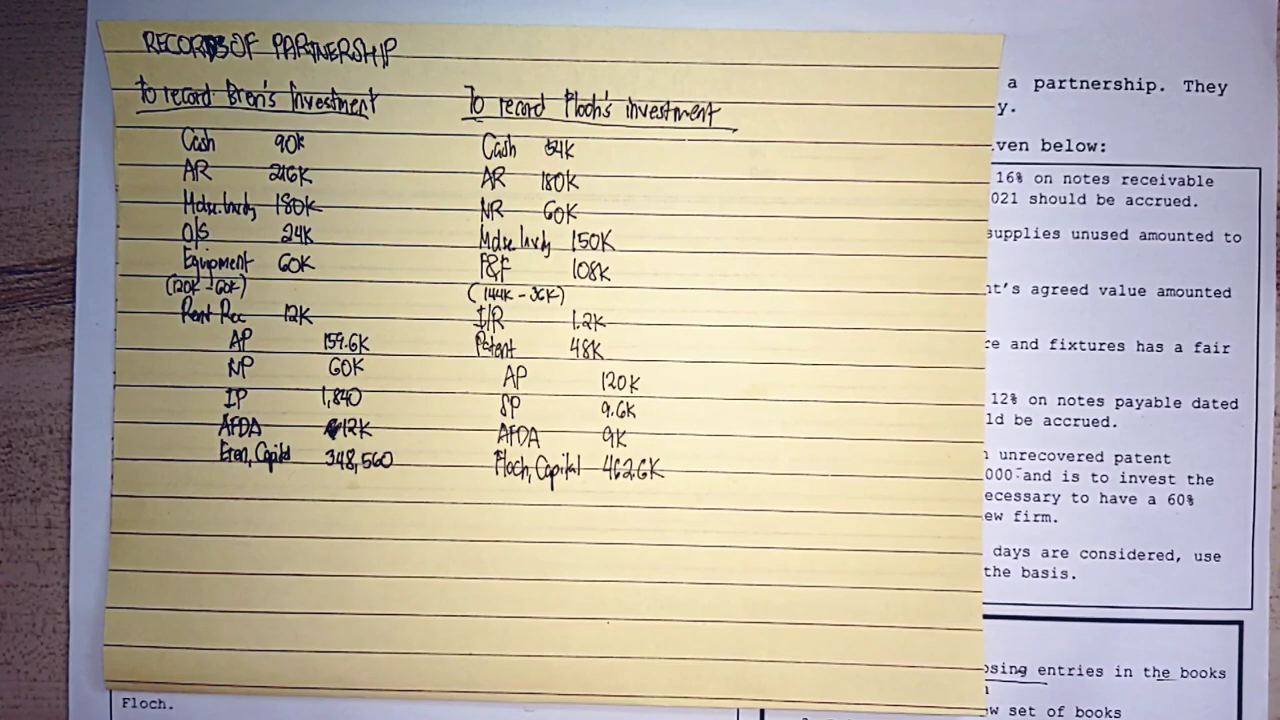 RECORDS OF PARTNERSHIP
To record Eren's Investment
Cash 90K
AR 216K
Mdse. Invty 180K
O/S 24K
Equipment 60K
(120K - 60K)
Rent Rec 12K
AP 159.6K
NP 60K
IP 1,840
AFDA 12K
Eren, Capital 348,560
To record Floch's investment
Cash 54K
AR 180K
NR 60K
Mdse Invty 150K
F&F 108K
(144K - 36K)
I/R 1.2K
Patent 48K
AP 120K
SP 9.6K
AFDA 9K
Floch, Capital 462.6K
a partnership. They
y.
ven below:
16% on notes receivable
021 should be accrued.
supplies unused amounted to
nt's agreed value amounted
re and fixtures has a fair
12% on notes payable dated
ld be accrued.
unrecovered patent
000 and is to invest the
ecessary to have a 60%
ew firm.
days are considered, use
the basis.
osing entries in the books
w set of books
Floch.